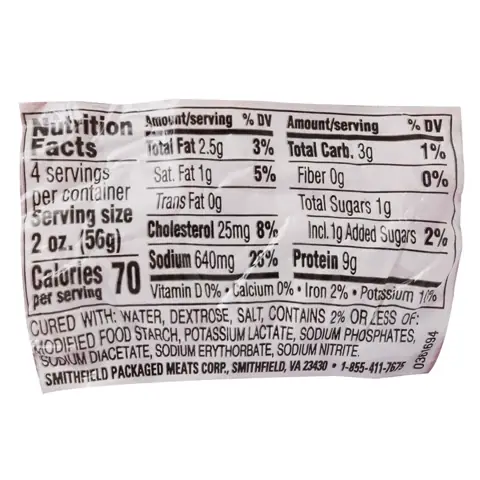 Nutrition Facts
4 servings
per container
Serving size
2 oz. (56g)
Calories 70
per serving
Amount/serving % DV
Total Fat 2.5g 3%
Sat. Fat 1g 5%
Trans Fat 0g
Cholesterol 25mg 8%
Sodium 640mg 28%
Amount/serving % DV
Total Carb. 3g 1%
Fiber 0g 0%
Total Sugars 1g
Incl. 1g Added Sugars 2%
Protein 9g
Vitamin D 0% • Calcium 0% • Iron 2% • Potassium
CURED WITH: WATER, DEXTROSE, SALT, CONTAINS 2% OR LESS OF:
MODIFIED FOOD STARCH, POTASSIUM LACTATE, SODIUM PHOSPHATES,
SODIUM DIACETATE, SODIUM ERYTHORBATE, SODIUM NITRITE.
SMITHFIELD PACKAGED MEATS CORP., SMITHFIELD, VA 23430 • 1-855-411-7675